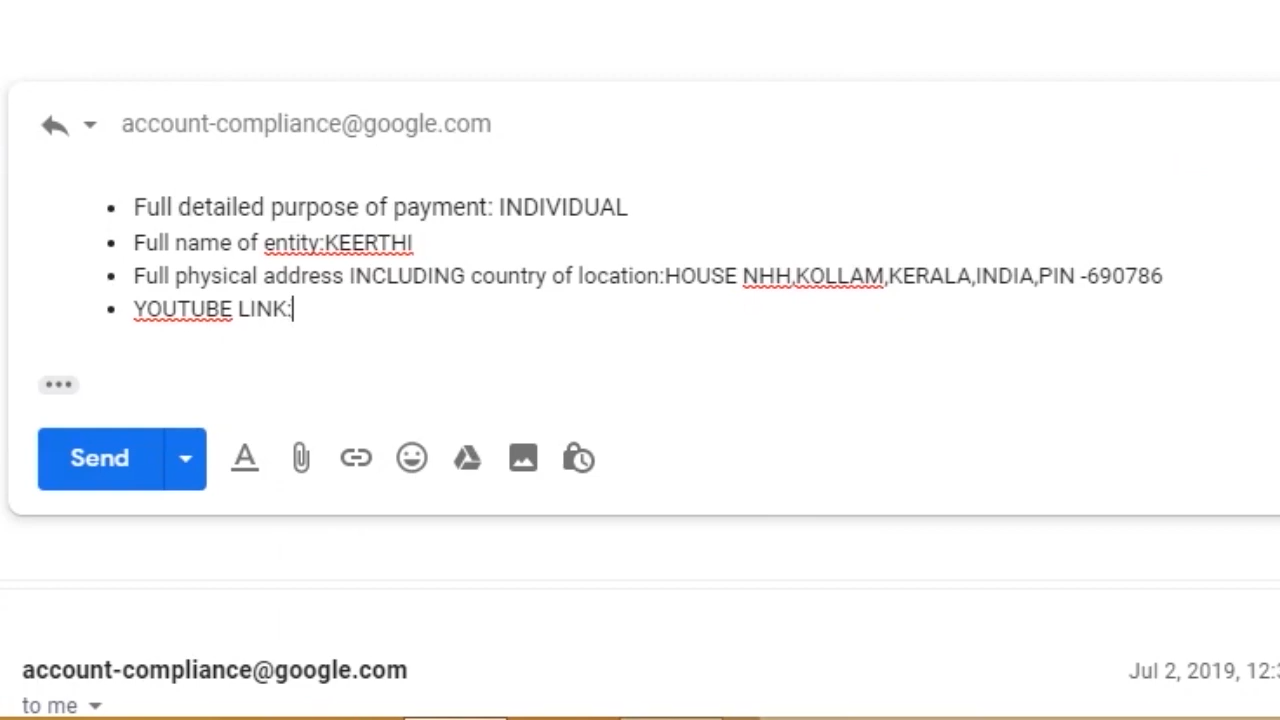 account-compliance@google.com
• Full detailed purpose of payment: INDIVIDUAL
• Full name of entity:KEERTHI
• Full physical address INCLUDING country of location:HOUSE NHH,KOLLAM,KERALA,INDIA,PIN -690786
• YOUTUBE LINK:
Send
account-compliance@google.com
Jul 2, 2019, 12:3
to me